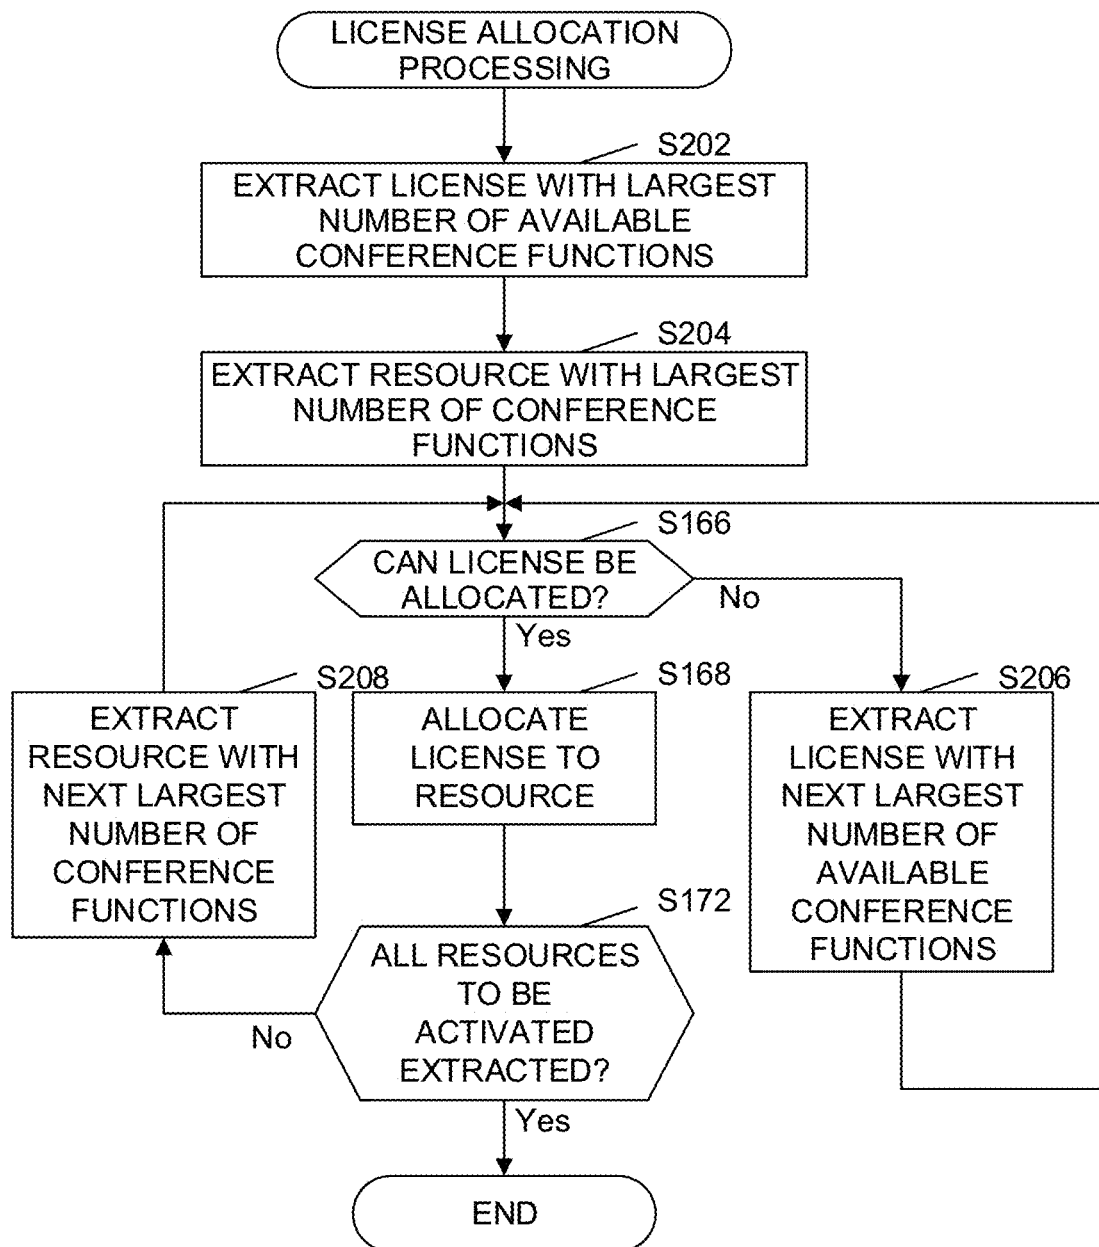 LICENSE ALLOCATION
PROCESSING
S202
EXTRACT LICENSE WITH LARGEST
NUMBER OF AVAILABLE
CONFERENCE FUNCTIONS
S204
EXTRACT RESOURCE WITH LARGEST
NUMBER OF CONFERENCE
FUNCTIONS
S166
CAN LICENSE BE
ALLOCATED?
No
Yes
S208
EXTRACT
RESOURCE WITH
NEXT LARGEST
NUMBER OF
CONFERENCE
FUNCTIONS
S168
ALLOCATE
LICENSE TO
RESOURCE
S206
EXTRACT
LICENSE WITH
NEXT LARGEST
NUMBER OF
AVAILABLE
CONFERENCE
FUNCTIONS
S172
ALL RESOURCES
TO BE
ACTIVATED
EXTRACTED?
No
Yes
END